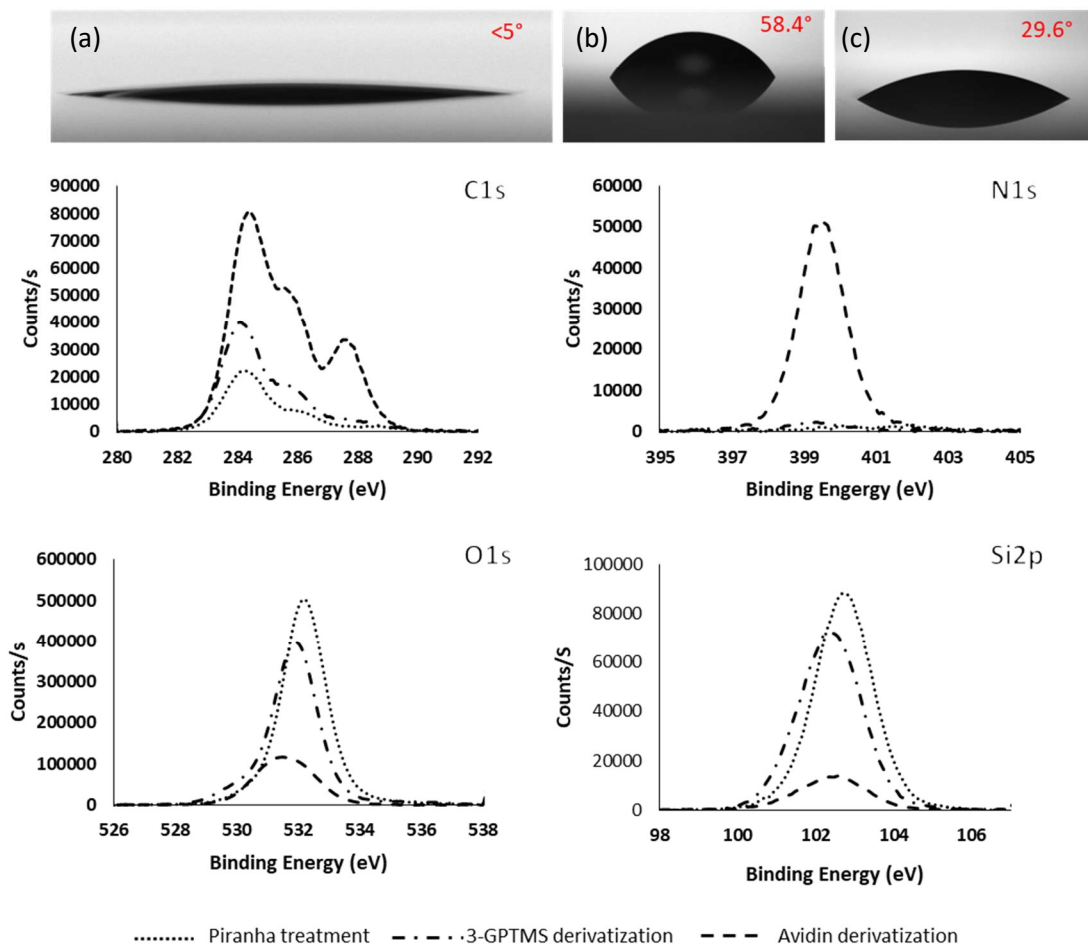 (a) <5° (b) 58.4° (c) 29.6°
C1s
90000
80000
70000
60000
50000
40000
30000
20000
10000
0
280 282 284 286 288 290 292
Counts/s
Binding Energy (eV)
N1s
60000
50000
40000
30000
20000
10000
0
395 397 399 401 403 405
Counts/s
Binding Engergy (eV)
O1s
600000
500000
400000
300000
200000
100000
0
526 528 530 532 534 536 538
Counts/s
Binding Energy (eV)
Si2p
100000
80000
60000
40000
20000
0
98 100 102 104 106
Counts/S
Binding Energy (eV)
Piranha treatment 3-GPTMS derivatization Avidin derivatization